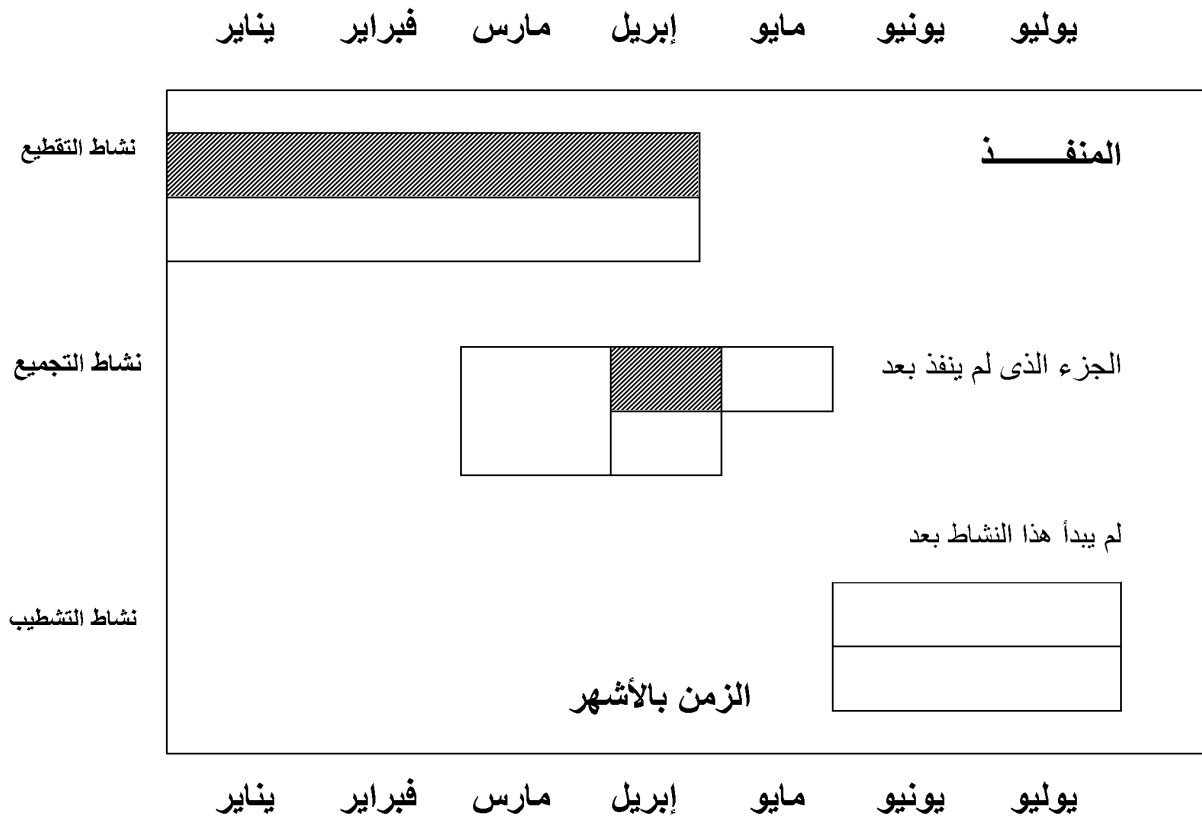 يناير فبراير مارس إبريل مايو يونيو يوليو
نشاط التقطيع
المنفـــــــذ
نشاط التجميع
الجزء الذى لم ينفذ بعد
لم يبدأ هذا النشاط بعد
نشاط التشطيب
الزمن بالأشهر
يناير فبراير مارس إبريل مايو يونيو يوليو